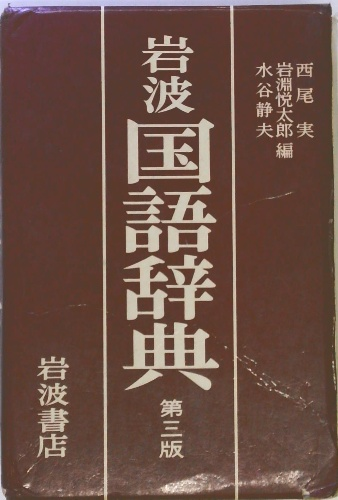 西尾実
岩淵悦太郎 編
水谷静夫
岩波
国語辞典
第三版
岩波書店